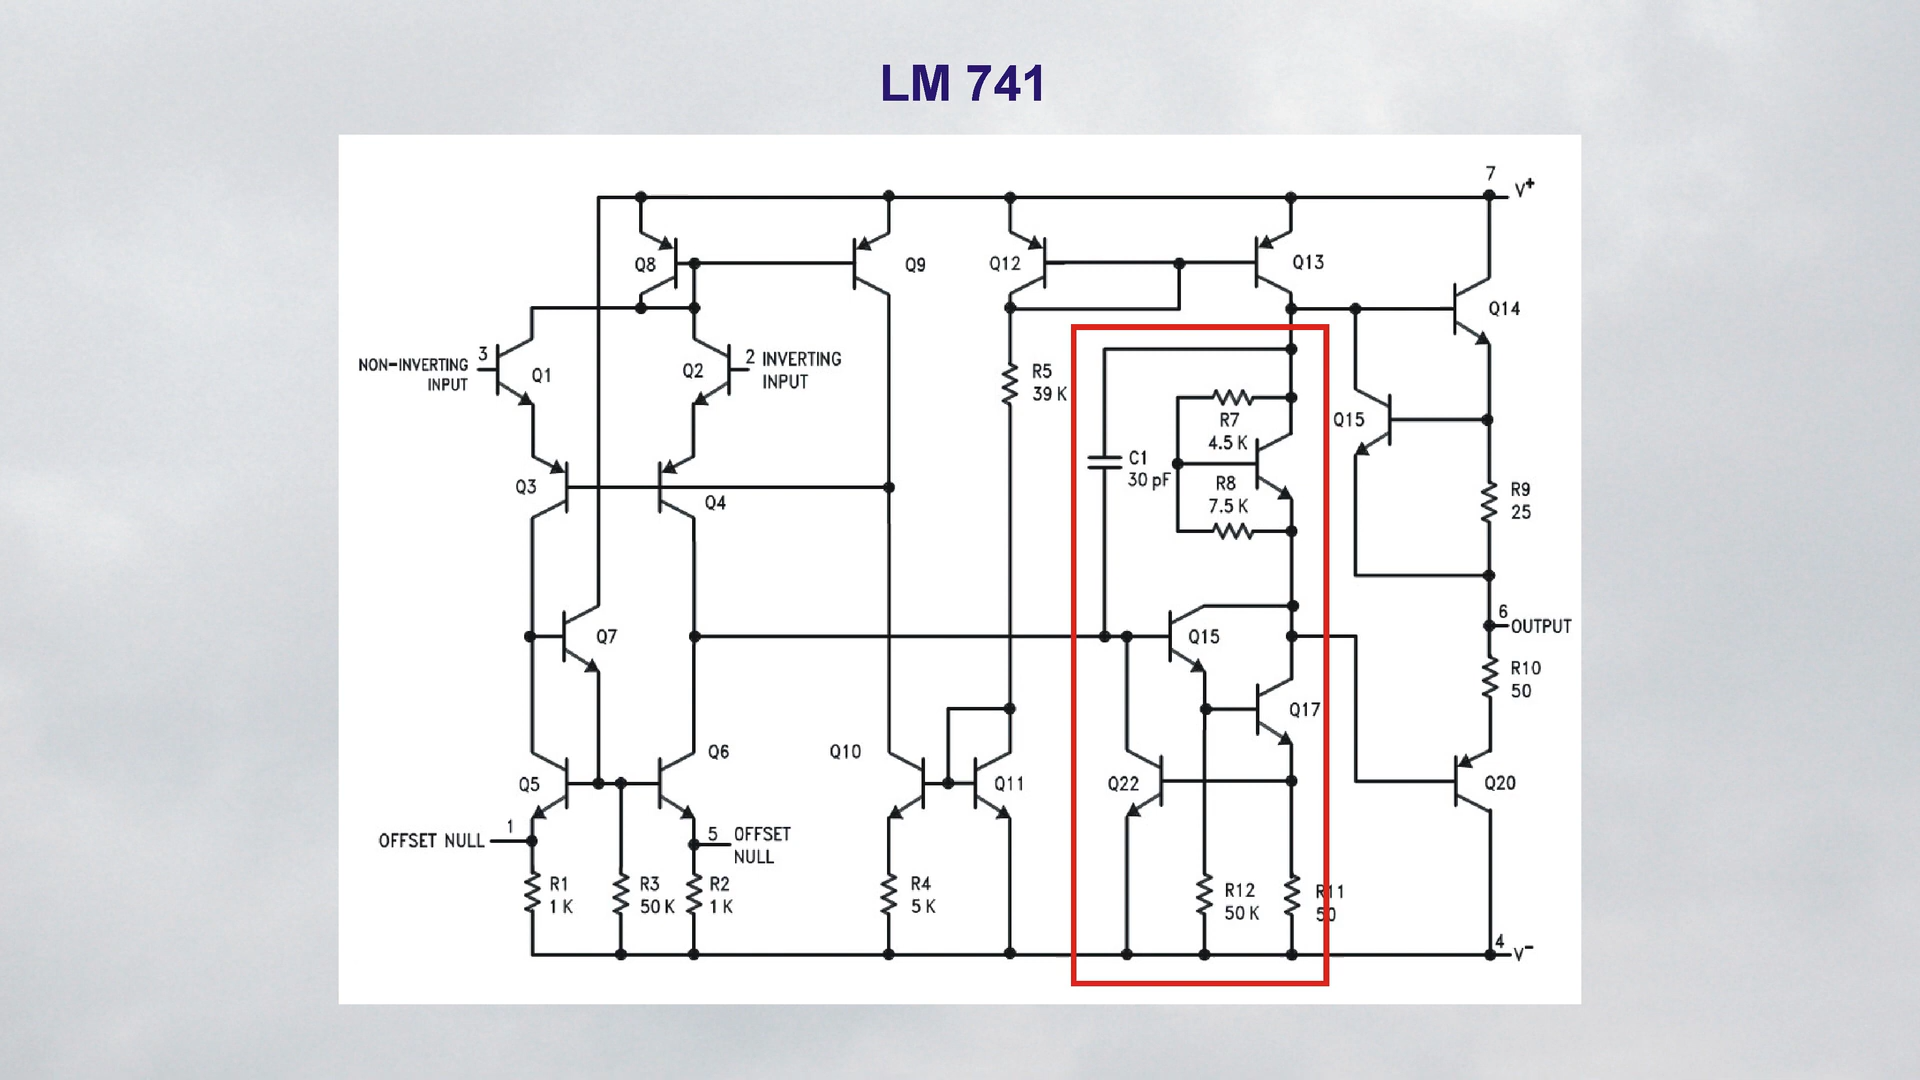 LM 741
7
V+
Q8
Q9
Q12
Q13
Q14
NON-INVERTING
INPUT
3
Q1
Q2
2
INVERTING
INPUT
R5
39 K
Q15
R7
4.5 K
C1
30 pF
R8
7.5 K
Q3
Q4
R9
25
Q7
Q15
6
OUTPUT
R10
50
Q17
Q5
Q6
Q10
Q11
Q22
Q20
OFFSET NULL
1
5
OFFSET
NULL
R1
1 K
R3
50 K
R2
1 K
R4
5 K
R12
50 K
R11
50
4
V-